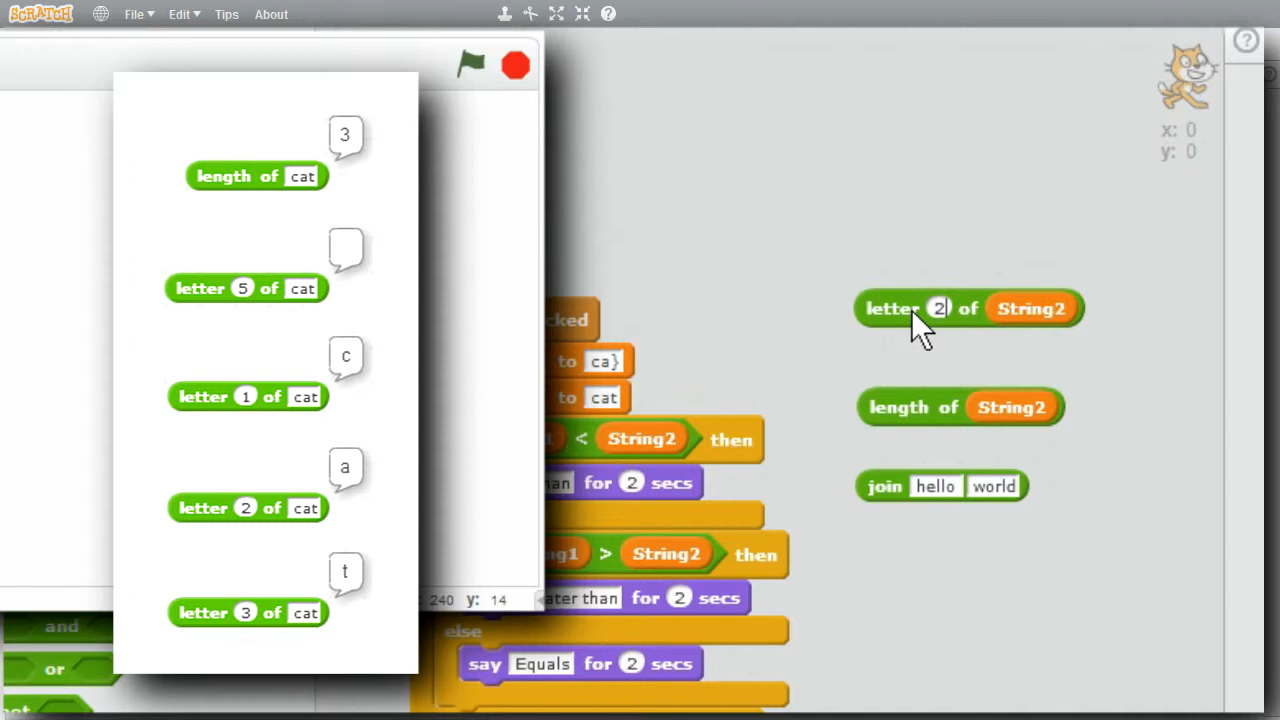 SCRATCH File Edit Tips About
x: 0
y: 0
3
length of cat
letter 5 of cat
c
letter 1 of cat
a
letter 2 of cat
t
letter 3 of cat
240 y: 14
and
or
to ca}
to cat
< String2 then
for 2 secs
> String2 then
ater than for 2 secs
else
say Equals for 2 secs
letter 2 of String2
length of String2
join hello world